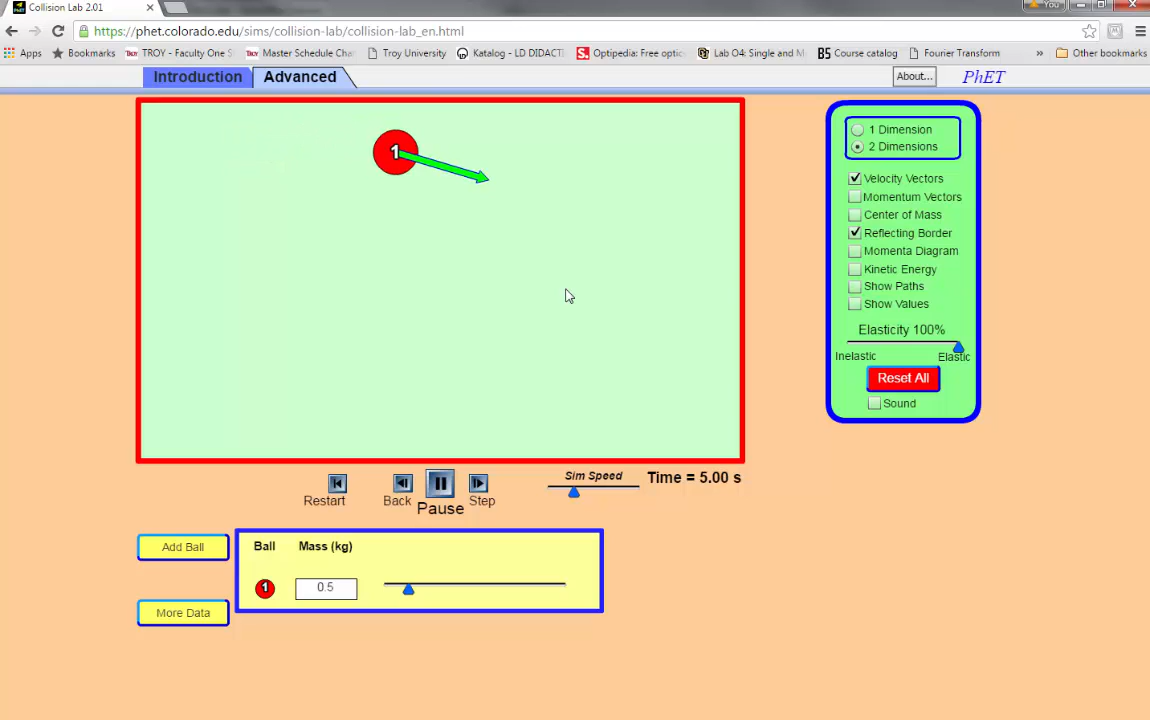 Collision Lab 2.01
You
https://phet.colorado.edu/sims/collision-lab/collision-lab_en.html
Apps Bookmarks TROY - Faculty One S Master Schedule Cha Troy University Katalog - LD DIDACT Optipedia: Free optic Lab O4: Single and M Course catalog Fourier Transform » Other bookmarks
Introduction Advanced About... PhET
1
1 Dimension
2 Dimensions
Velocity Vectors
Momentum Vectors
Center of Mass
Reflecting Border
Momenta Diagram
Kinetic Energy
Show Paths
Show Values
Elasticity 100%
Inelastic Elastic
Reset All
Sound
Restart Back Pause Step
Sim Speed Time = 5.00 s
Add Ball
More Data
Ball Mass (kg)
1 0.5